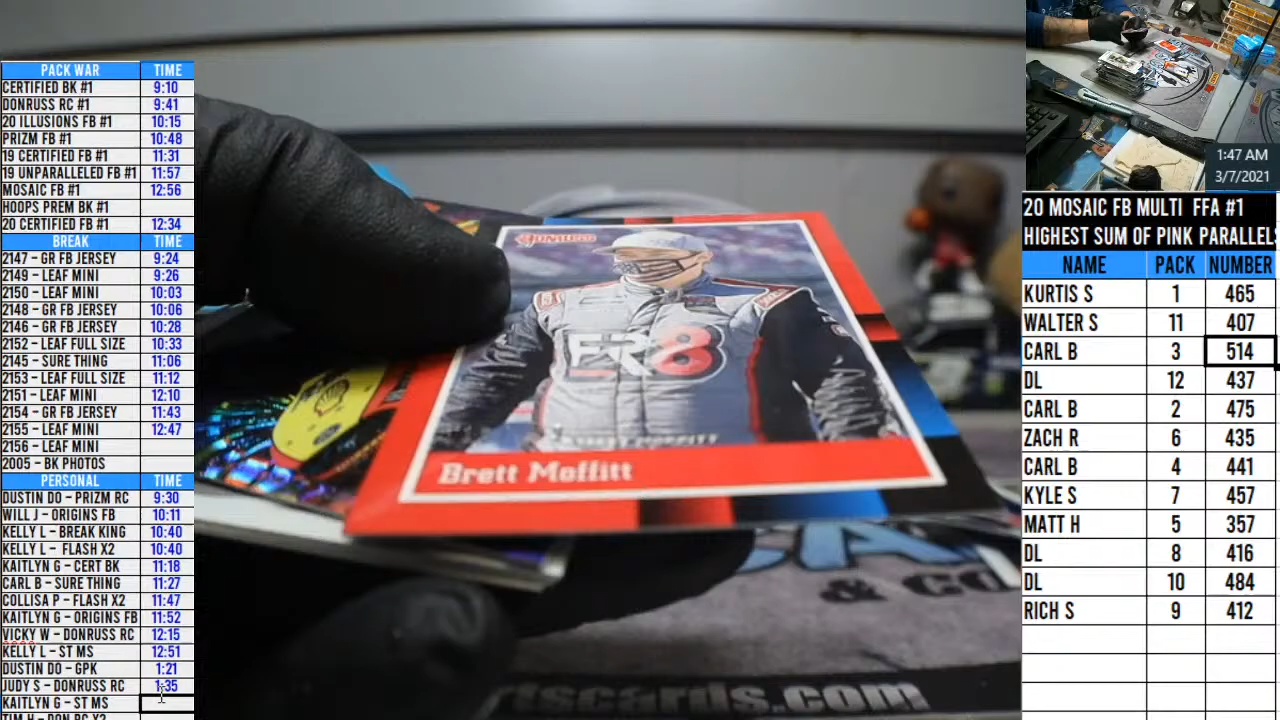 PACK WAR TIME
CERTIFIED BK #1 9:10
DONRUSS RC #1 9:41
20 ILLUSIONS FB #1 10:15
PRIZM FB #1 10:48
19 CERTIFIED FB #1 11:31
19 UNPARALLELED FB #1 11:57
MOSAIC FB #1 12:56
HOOPS PREM BK #1
20 CERTIFIED FB #1 12:34
BREAK TIME
2147 – GR FB JERSEY 9:24
2149 – LEAF MINI 9:26
2150 – LEAF MINI 10:03
2148 – GR FB JERSEY 10:06
2146 – GR FB JERSEY 10:28
2152 – LEAF FULL SIZE 10:33
2145 – SURE THING 11:06
2153 – LEAF FULL SIZE 11:12
2151 – LEAF MINI 12:10
2154 – GR FB JERSEY 11:43
2155 – LEAF MINI 12:47
2156 – LEAF MINI
2005 – BK PHOTOS
PERSONAL TIME
DUSTIN DO – PRIZM RC 9:30
WILL J – ORIGINS FB 10:11
KELLY L – BREAK KING 10:40
KELLY L – FLASH X2 10:40
KAITLYN G – CERT BK 11:18
CARL B – SURE THING 11:27
COLLISA P – FLASH X2 11:47
KAITLYN G – ORIGINS FB 11:52
VICKY W – DONRUSS RC 12:15
KELLY L – ST MS 12:51
DUSTIN DO – GPK 1:21
JUDY S – DONRUSS RC 1:35
KAITLYN G – ST MS
TIM H – DON RC X2
Donruss
FR8
BRETT MOFFITT
Brett Moffitt
& CO
tscards.com
1:47 AM
3/7/2021
20 MOSAIC FB MULTI FFA #1
HIGHEST SUM OF PINK PARALLELS
NAME PACK NUMBER
KURTIS S 1 465
WALTER S 11 407
CARL B 3 514
DL 12 437
CARL B 2 475
ZACH R 6 435
CARL B 4 441
KYLE S 7 457
MATT H 5 357
DL 8 416
DL 10 484
RICH S 9 412